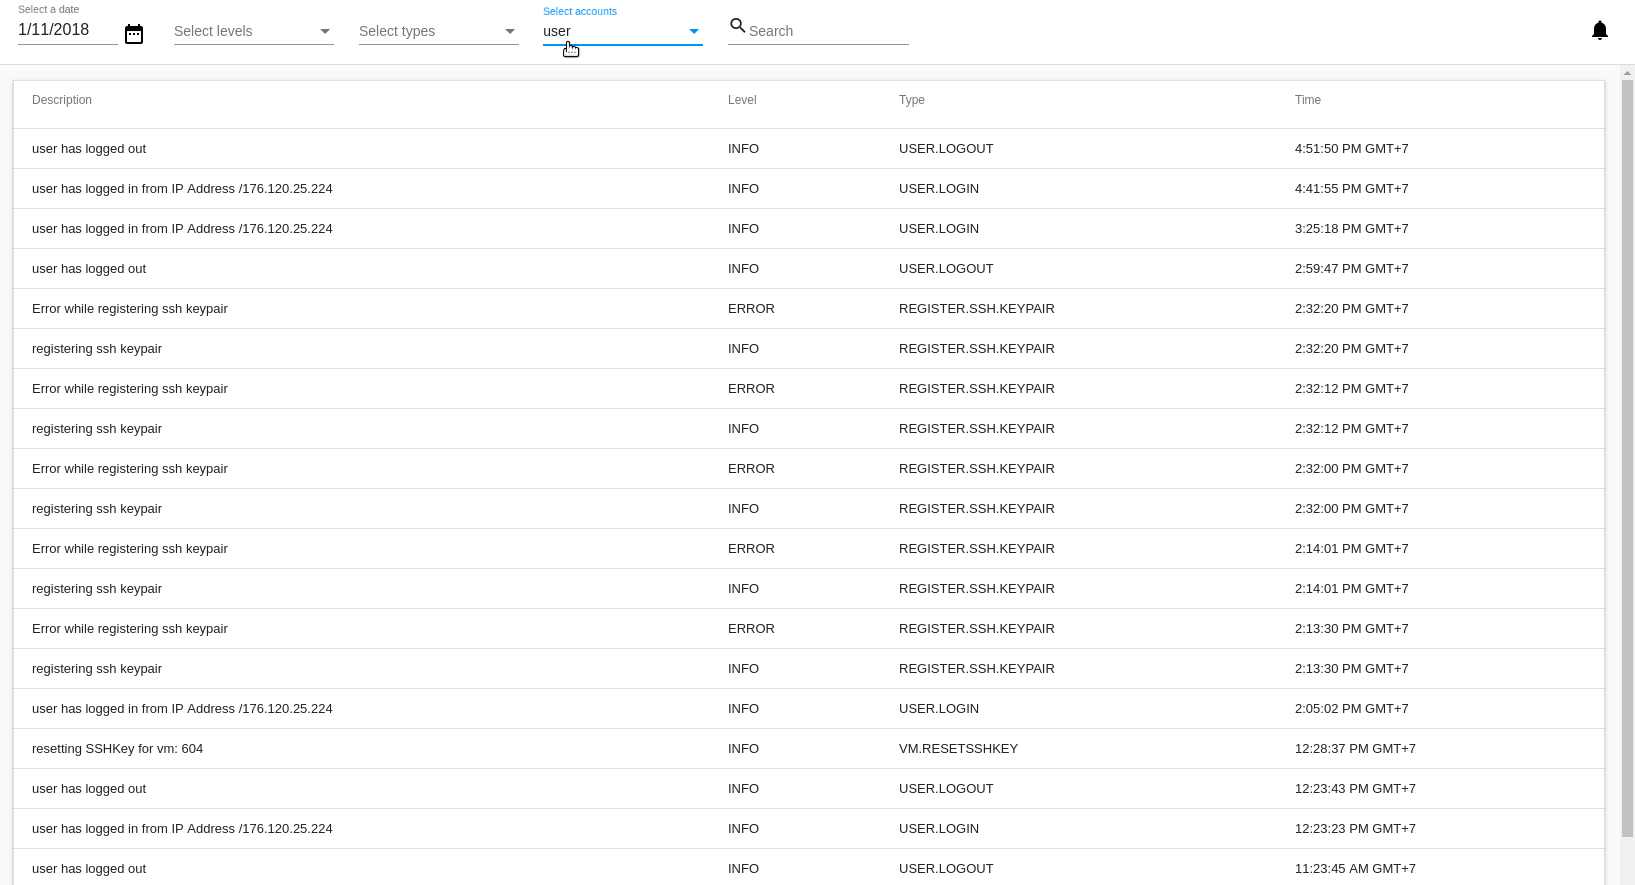 Select a date
1/11/2018 Select levels Select types Select accounts user Search
Description Level Type Time
user has logged out INFO USER.LOGOUT 4:51:50 PM GMT+7
user has logged in from IP Address /176.120.25.224 INFO USER.LOGIN 4:41:55 PM GMT+7
user has logged in from IP Address /176.120.25.224 INFO USER.LOGIN 3:25:18 PM GMT+7
user has logged out INFO USER.LOGOUT 2:59:47 PM GMT+7
Error while registering ssh keypair ERROR REGISTER.SSH.KEYPAIR 2:32:20 PM GMT+7
registering ssh keypair INFO REGISTER.SSH.KEYPAIR 2:32:20 PM GMT+7
Error while registering ssh keypair ERROR REGISTER.SSH.KEYPAIR 2:32:12 PM GMT+7
registering ssh keypair INFO REGISTER.SSH.KEYPAIR 2:32:12 PM GMT+7
Error while registering ssh keypair ERROR REGISTER.SSH.KEYPAIR 2:32:00 PM GMT+7
registering ssh keypair INFO REGISTER.SSH.KEYPAIR 2:32:00 PM GMT+7
Error while registering ssh keypair ERROR REGISTER.SSH.KEYPAIR 2:14:01 PM GMT+7
registering ssh keypair INFO REGISTER.SSH.KEYPAIR 2:14:01 PM GMT+7
Error while registering ssh keypair ERROR REGISTER.SSH.KEYPAIR 2:13:30 PM GMT+7
registering ssh keypair INFO REGISTER.SSH.KEYPAIR 2:13:30 PM GMT+7
user has logged in from IP Address /176.120.25.224 INFO USER.LOGIN 2:05:02 PM GMT+7
resetting SSHKey for vm: 604 INFO VM.RESETSSHKEY 12:28:37 PM GMT+7
user has logged out INFO USER.LOGOUT 12:23:43 PM GMT+7
user has logged in from IP Address /176.120.25.224 INFO USER.LOGIN 12:23:23 PM GMT+7
user has logged out INFO USER.LOGOUT 11:23:45 AM GMT+7